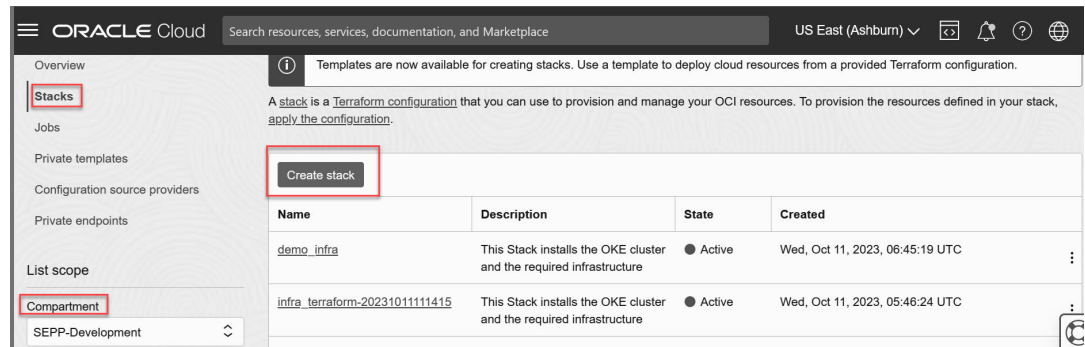 ORACLE Cloud
Search resources, services, documentation, and Marketplace
US East (Ashburn)
Overview
Stacks
Jobs
Private templates
Configuration source providers
Private endpoints
List scope
Compartment
SEPP-Development
Templates are now available for creating stacks. Use a template to deploy cloud resources from a provided Terraform configuration.
A stack is a Terraform configuration that you can use to provision and manage your OCI resources. To provision the resources defined in your stack,
apply the configuration.
Create stack
Name Description State Created
demo_infra This Stack installs the OKE cluster Active Wed, Oct 11, 2023, 06:45:19 UTC
and the required infrastructure
infra_terraform-20231011111415 This Stack installs the OKE cluster Active Wed, Oct 11, 2023, 05:46:24 UTC
and the required infrastructure